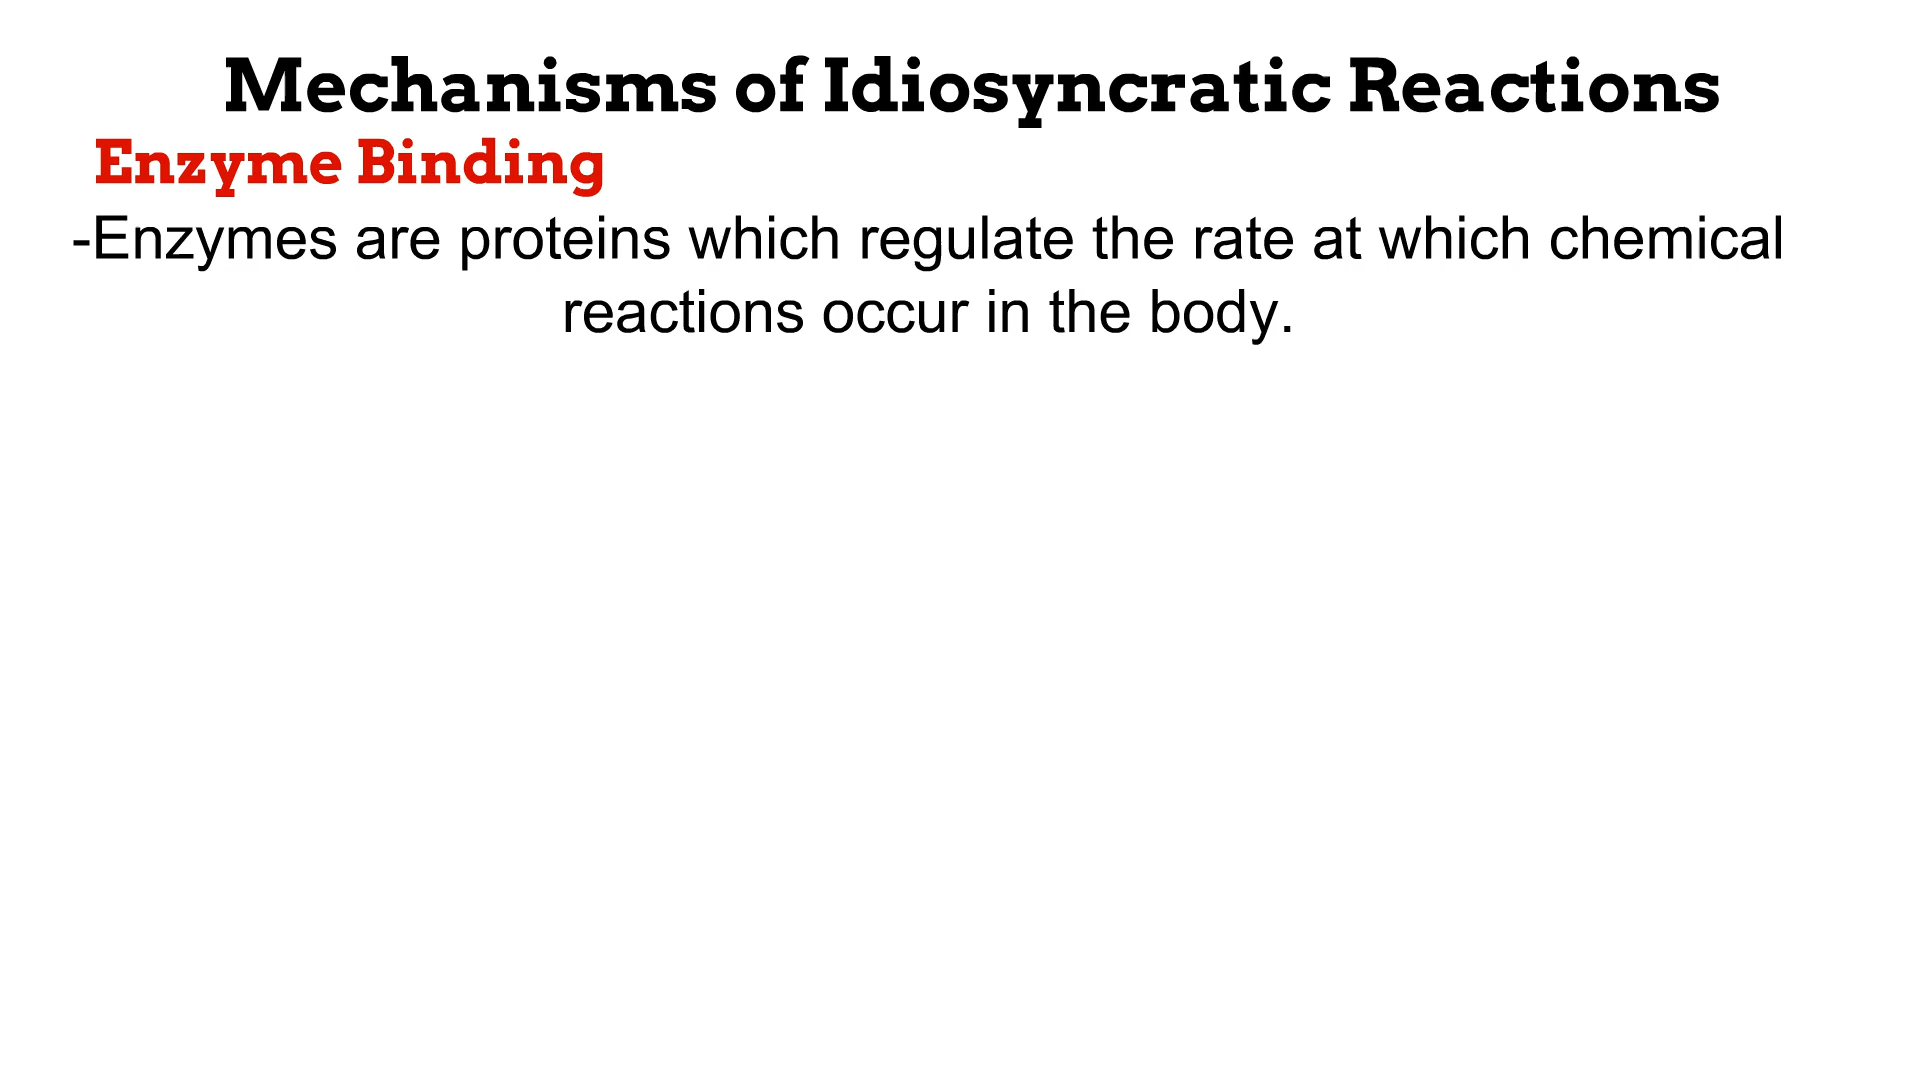 Mechanisms of Idiosyncratic Reactions
Enzyme Binding
-Enzymes are proteins which regulate the rate at which chemical
reactions occur in the body.